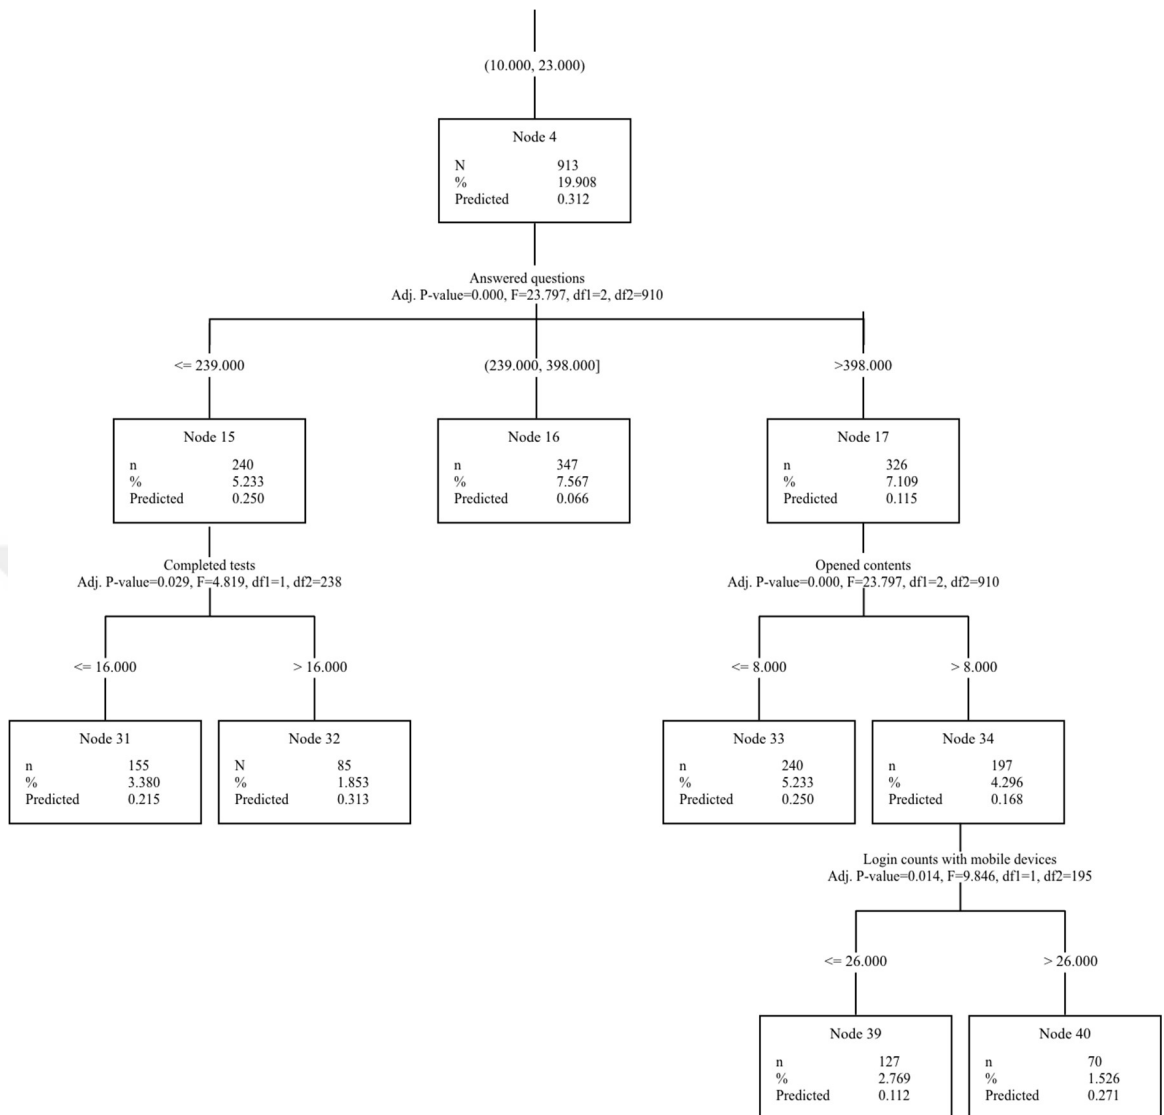 (10.000, 23.000)
Node 4
N 913
% 19.908
Predicted 0.312
Answered questions
Adj. P-value=0.000, F=23.797, df1=2, df2=910
<= 239.000
(239.000, 398.000]
>398.000
Node 15
n 240
% 5.233
Predicted 0.250
Node 16
n 347
% 7.567
Predicted 0.066
Node 17
n 326
% 7.109
Predicted 0.115
Completed tests
Adj. P-value=0.029, F=4.819, df1=1, df2=238
Opened contents
Adj. P-value=0.000, F=23.797, df1=2, df2=910
<= 16.000
> 16.000
<= 8.000
> 8.000
Node 31
n 155
% 3.380
Predicted 0.215
Node 32
N 85
% 1.853
Predicted 0.313
Node 33
n 240
% 5.233
Predicted 0.250
Node 34
n 197
% 4.296
Predicted 0.168
Login counts with mobile devices
Adj. P-value=0.014, F=9.846, df1=1, df2=195
<= 26.000
> 26.000
Node 39
n 127
% 2.769
Predicted 0.112
Node 40
n 70
% 1.526
Predicted 0.271